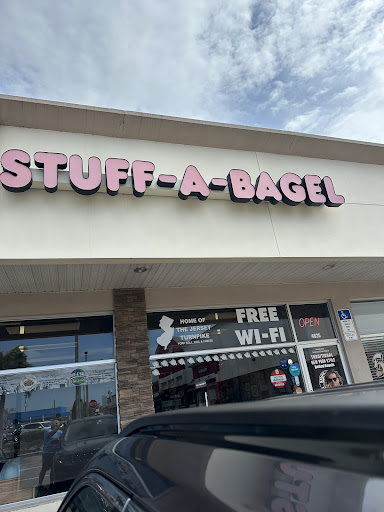 STUFF-A-BAGEL
HOME OF
THE JERSEY
TURNPIKE
FREE
WI-FI
OPEN